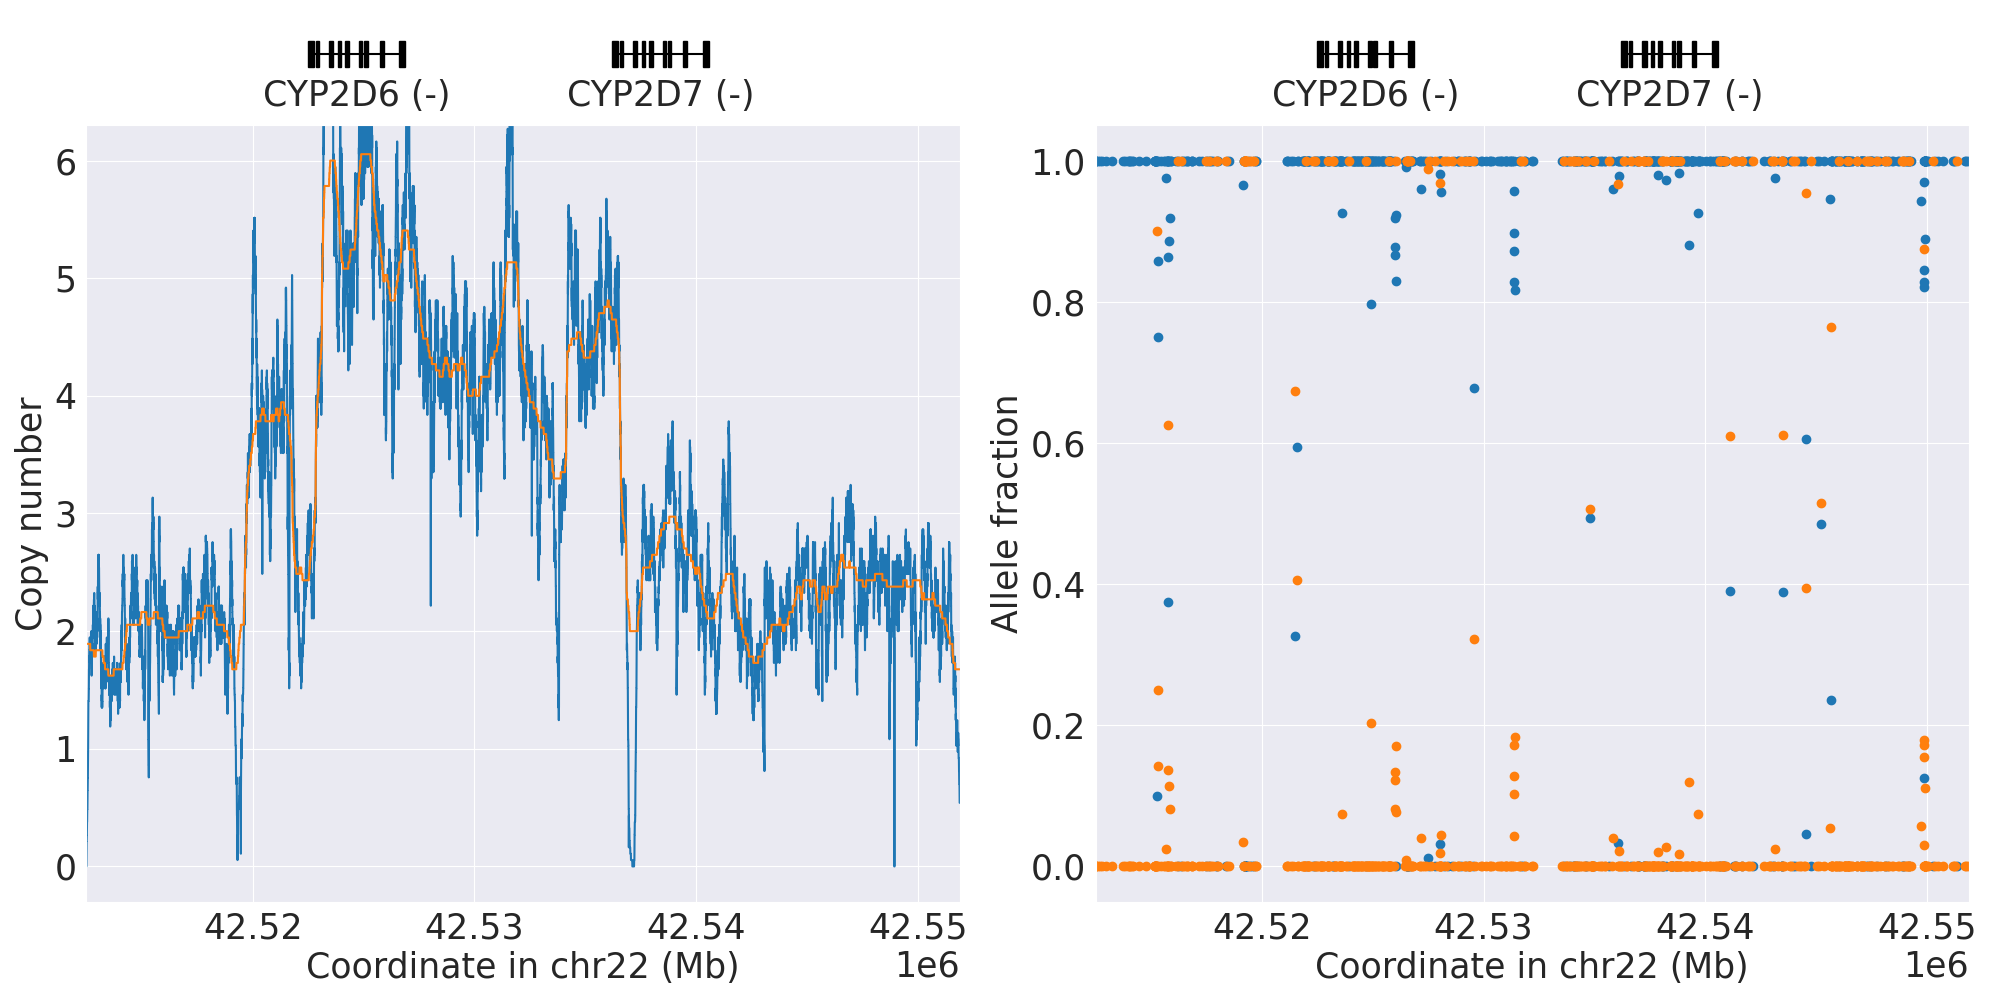 CYP2D6 (-) CYP2D7 (-)
6
5
4
3
2
1
0
Copy number
42.52 42.53 42.54 42.55
Coordinate in chr22 (Mb)
1e6
CYP2D6 (-) CYP2D7 (-)
1.0
0.8
0.6
0.4
0.2
0.0
Allele fraction
42.52 42.53 42.54 42.55
Coordinate in chr22 (Mb)
1e6